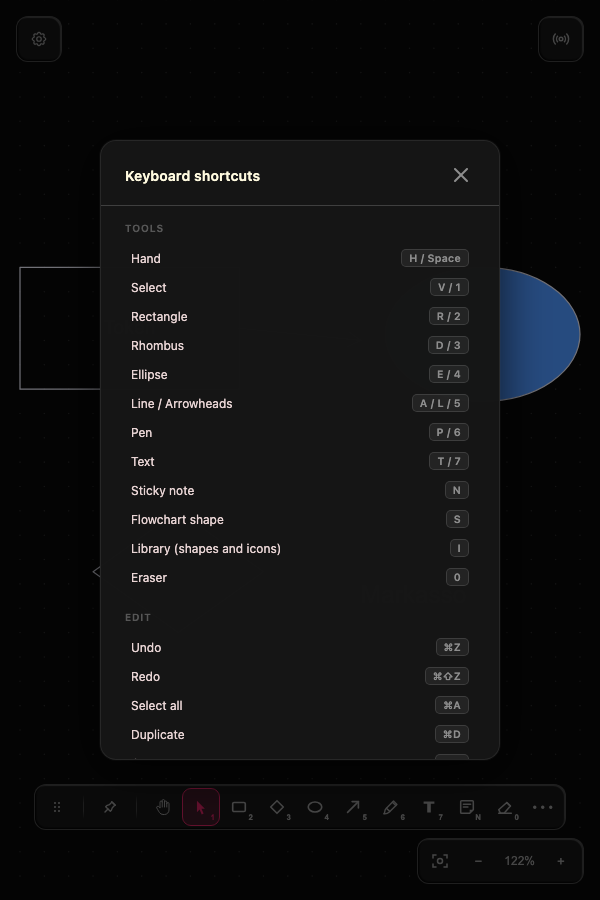 Keyboard shortcuts
TOOLS
Hand H / Space
Select V / 1
Rectangle R / 2
Rhombus D / 3
Ellipse E / 4
Line / Arrowheads A / L / 5
Pen P / 6
Text T / 7
Sticky note N
Flowchart shape S
Library (shapes and icons) I
Eraser 0
EDIT
Undo ⌘Z
Redo ⌘⇧Z
Select all ⌘A
Duplicate ⌘D
1 2 3 4 5 6 T 7 N 0
− 122% +